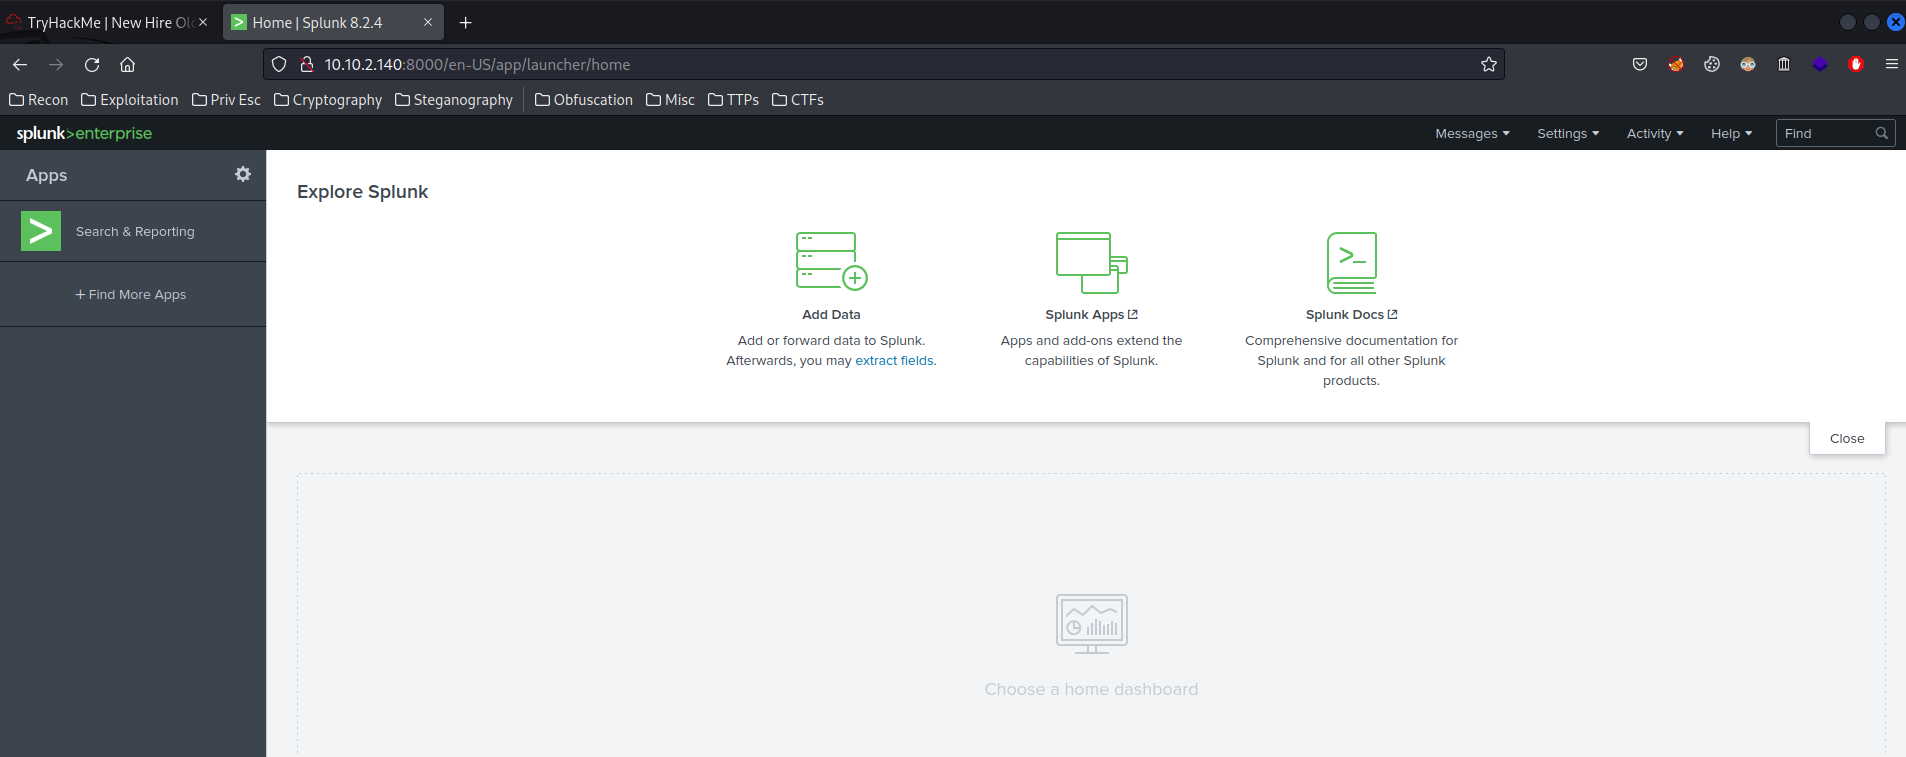 TryHackMe | New Hire Old
Home | Splunk 8.2.4
10.10.2.140:8000/en-US/app/launcher/home
Recon Exploitation Priv Esc Cryptography Steganography Obfuscation Misc TTPs CTFs
splunk>enterprise
Messages Settings Activity Help Find
Apps
Search & Reporting
+ Find More Apps
Explore Splunk
Add Data
Add or forward data to Splunk.
Afterwards, you may extract fields.
Splunk Apps
Apps and add-ons extend the
capabilities of Splunk.
>_
Splunk Docs
Comprehensive documentation for
Splunk and for all other Splunk
products.
Close
Choose a home dashboard